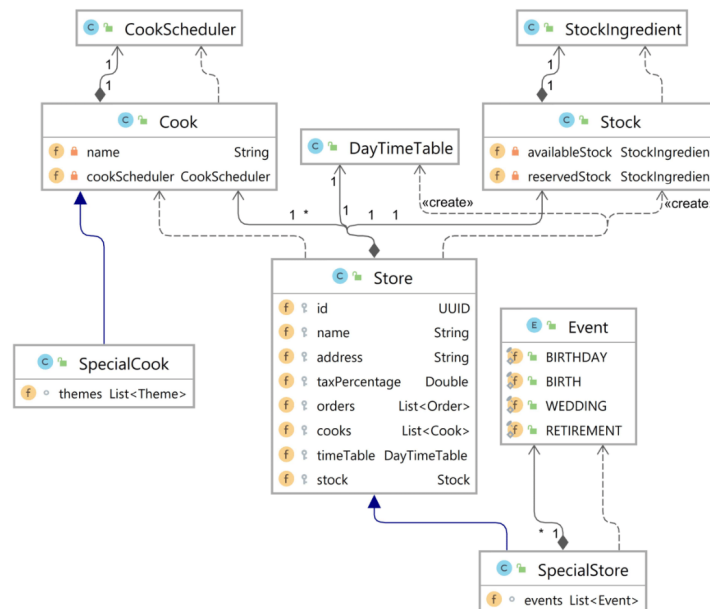 CookScheduler
StockIngredient
1
1
Cook
name String
cookScheduler CookScheduler
1
1
Stock
availableStock StockIngredient
reservedStock StockIngredient
DayTimeTable
1
«create»
«create»
1 *
1
1 1
Store
id UUID
name String
address String
taxPercentage Double
orders List<Order>
cooks List<Cook>
timeTable DayTimeTable
stock Stock
SpecialCook
themes List<Theme>
Event
BIRTHDAY
BIRTH
WEDDING
RETIREMENT
* 1
SpecialStore
events List<Event>